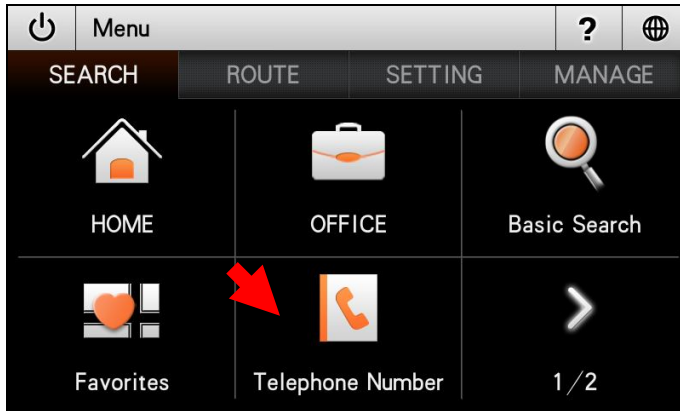 Menu ?
SEARCH ROUTE SETTING MANAGE
HOME OFFICE Basic Search
Favorites Telephone Number 1/2